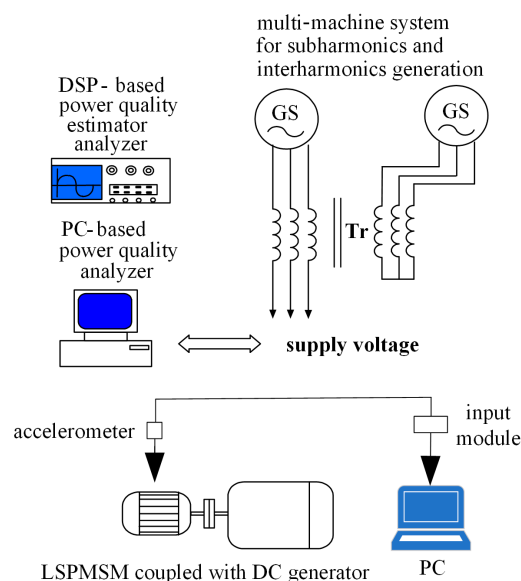 multi-machine system
for subharmonics and
interharmonics generation
DSP- based
power quality
estimator
analyzer
GS
GS
Tr
PC-based
power quality
analyzer
supply voltage
accelerometer
input
module
LSPMSM coupled with DC generator
PC